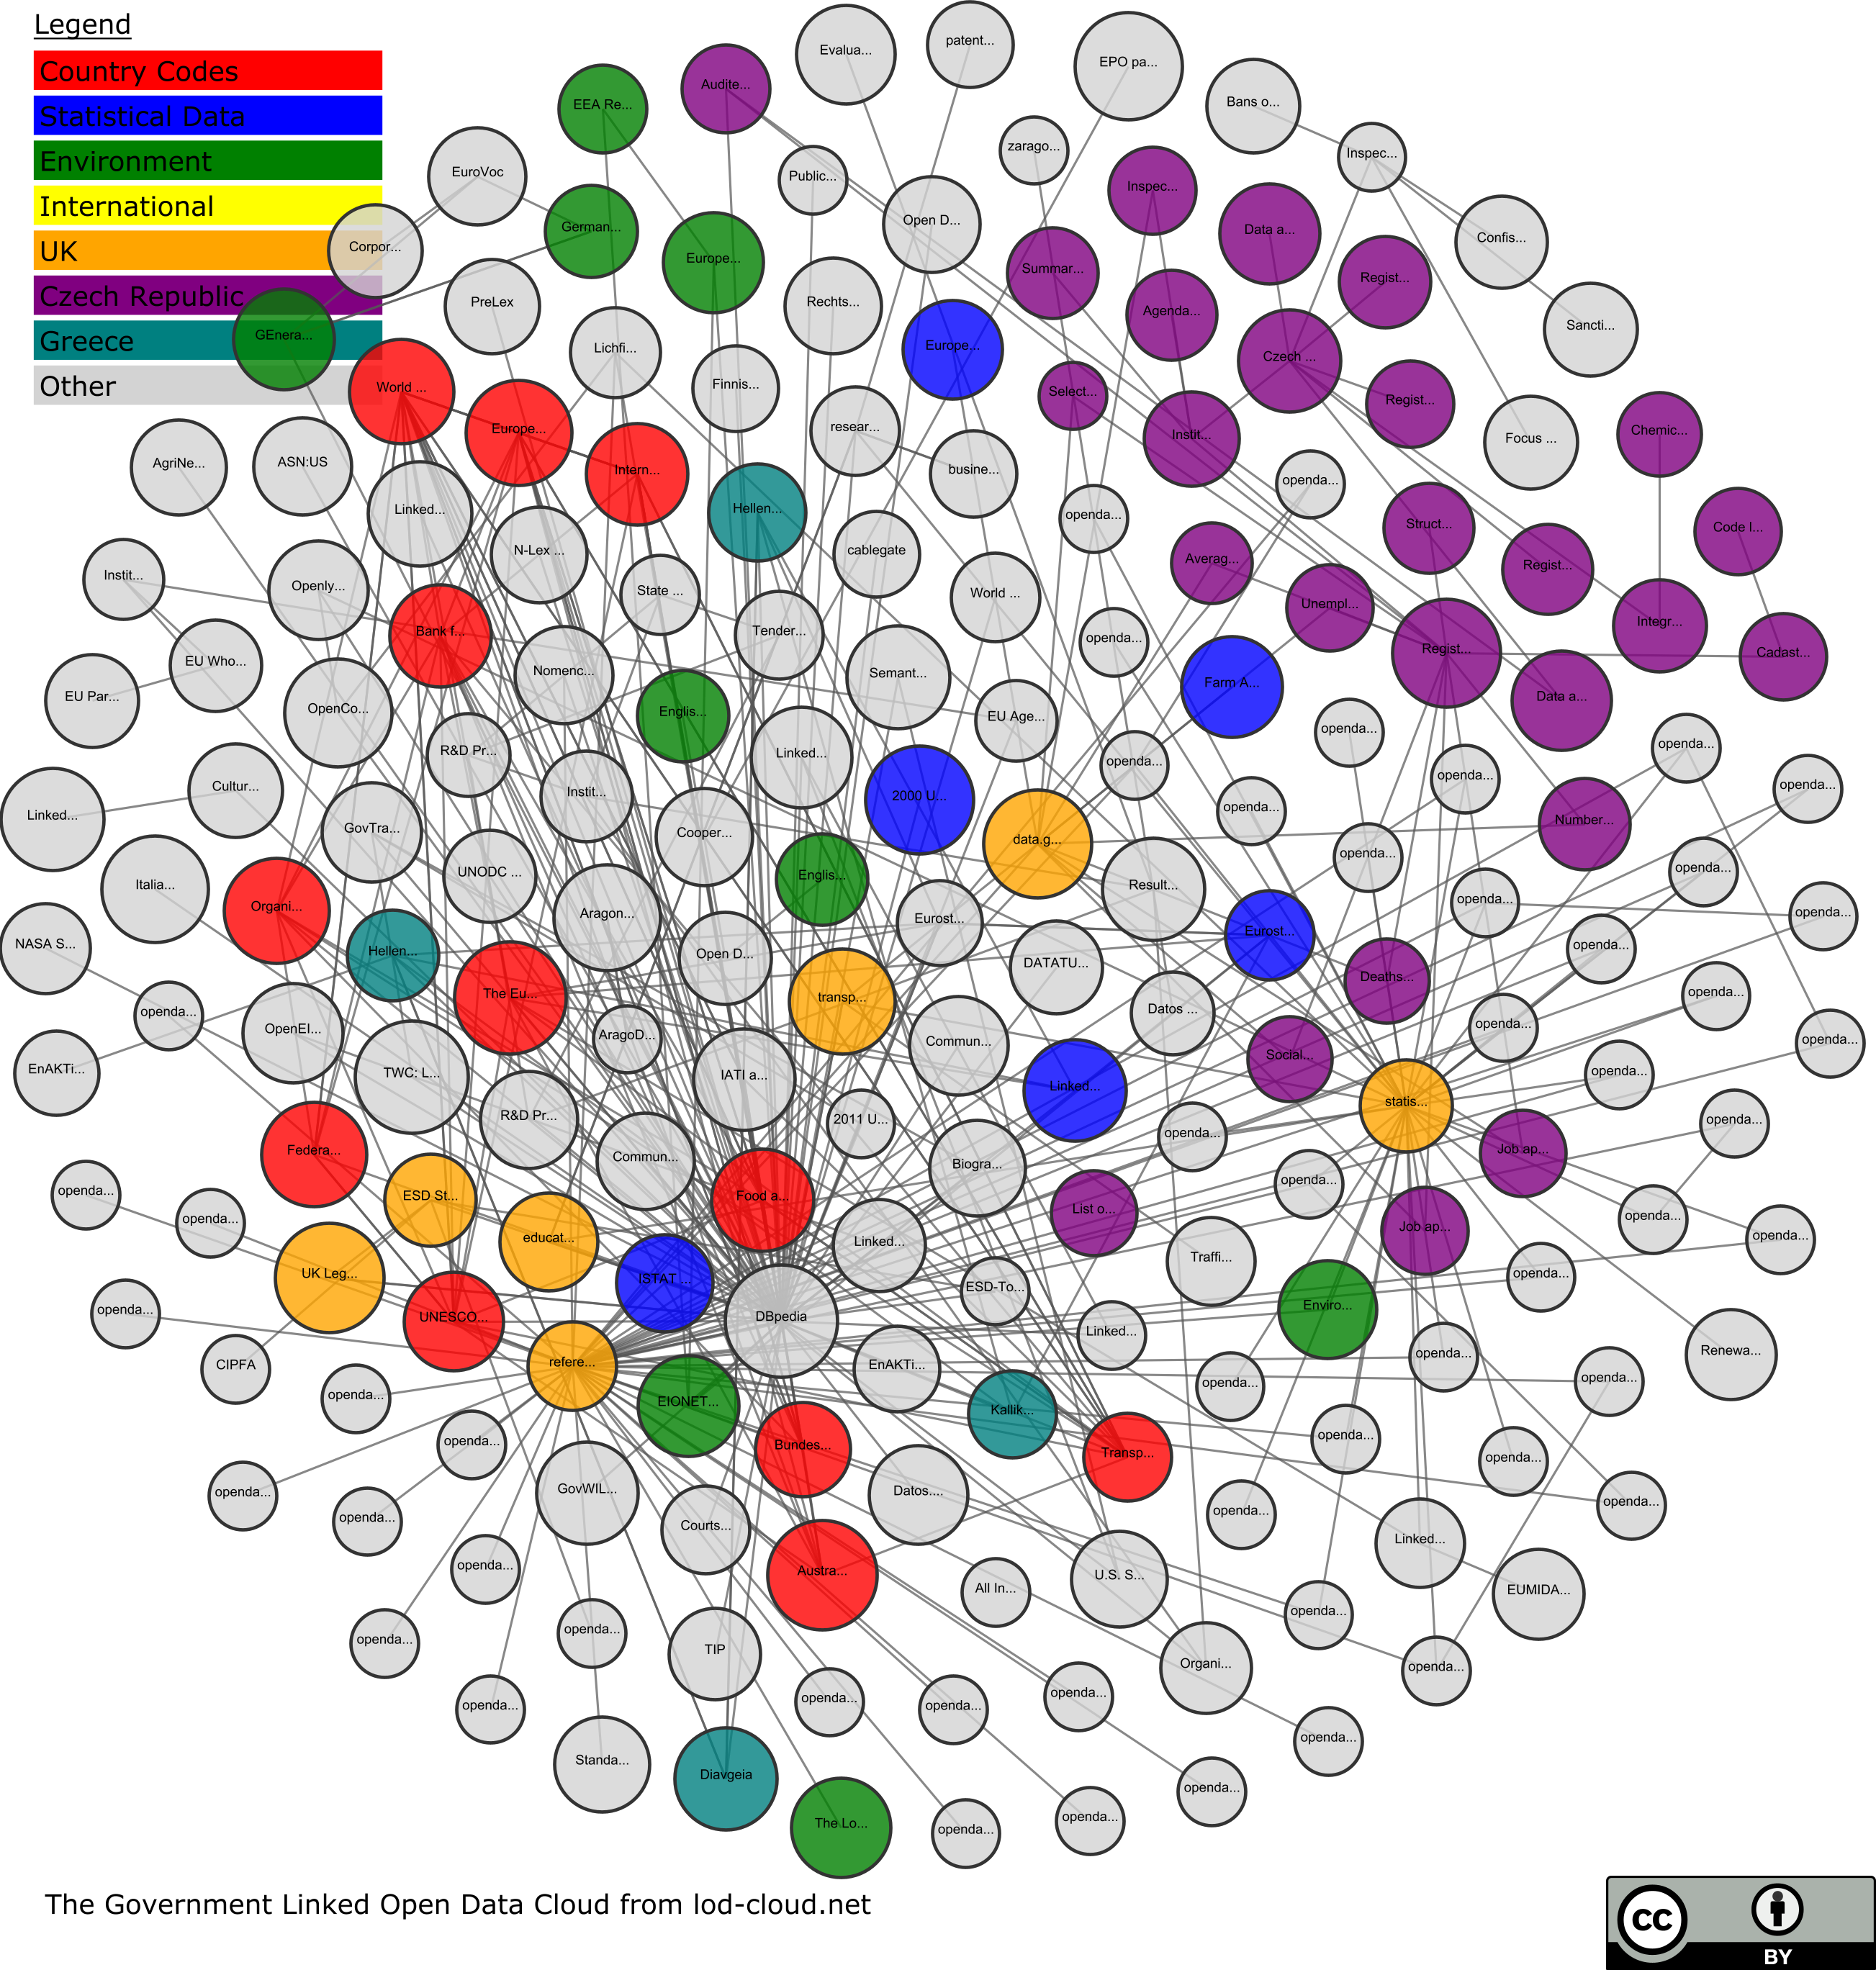 Legend
Country Codes
Statistical Data
Environment
International
UK
Czech Republic
Greece
Other
Evalua...
patent...
EPO pa...
Audite...
EEA Re...
Bans o...
zarago...
Inspec...
EuroVoc
Public...
Inspec...
German...
Open D...
Data a...
Confis...
Corpor...
Europe...
Summar...
Regist...
PreLex
Rechts...
Agenda...
Sancti...
GEnera...
Lichfi...
Europe...
Czech ...
World ...
Finnis...
Select...
Regist...
Europe...
resear...
Instit...
Focus ...
Chemic...
AgriNe...
ASN:US
Intern...
busine...
openda...
Linked...
Hellen...
openda...
Struct...
Code l...
N-Lex ...
cablegate
Averag...
Regist...
Instit...
Openly...
State ...
World ...
Unempl...
Bank f...
Tender...
openda...
Integr...
EU Who...
Nomenc...
Semant...
Farm A...
Regist...
Cadast...
EU Par...
OpenCo...
Englis...
EU Age...
Data a...
R&D Pr...
Linked...
openda...
openda...
openda...
Cultur...
Instit...
2000 U...
openda...
openda...
Linked...
GovTra...
Cooper...
data.g...
openda...
Number...
UNODC ...
Englis...
Result...
openda...
openda...
Italia...
Organi...
Aragon...
Eurost...
Eurost...
openda...
openda...
NASA S...
Hellen...
Open D...
DATATU...
Deaths...
openda...
openda...
The Eu...
transp...
Datos ...
openda...
OpenEI...
AragoD...
Commun...
Social...
openda...
openda...
EnAKTi...
TWC: L...
IATI a...
Linked...
statis...
openda...
R&D Pr...
2011 U...
openda...
Job ap...
openda...
Federa...
Commun...
Biogra...
openda...
openda...
openda...
ESD St...
Food a...
List o...
Job ap...
openda...
openda...
educat...
Linked...
Traffi...
UK Leg...
ISTAT ...
ESD-To...
openda...
openda...
UNESCO...
DBpedia
Linked...
Enviro...
Renewa...
CIPFA
refere...
EnAKTi...
openda...
openda...
openda...
EIONET...
Kallik...
openda...
openda...
Bundes...
Transp...
openda...
openda...
GovWIL...
Datos....
openda...
openda...
Courts...
openda...
Linked...
openda...
Austra...
All In...
U.S. S...
EUMIDA...
openda...
openda...
openda...
TIP
Organi...
openda...
openda...
openda...
openda...
openda...
openda...
Standa...
Diavgeia
openda...
The Lo...
openda...
openda...
The Government Linked Open Data Cloud from lod-cloud.net
CC
BY